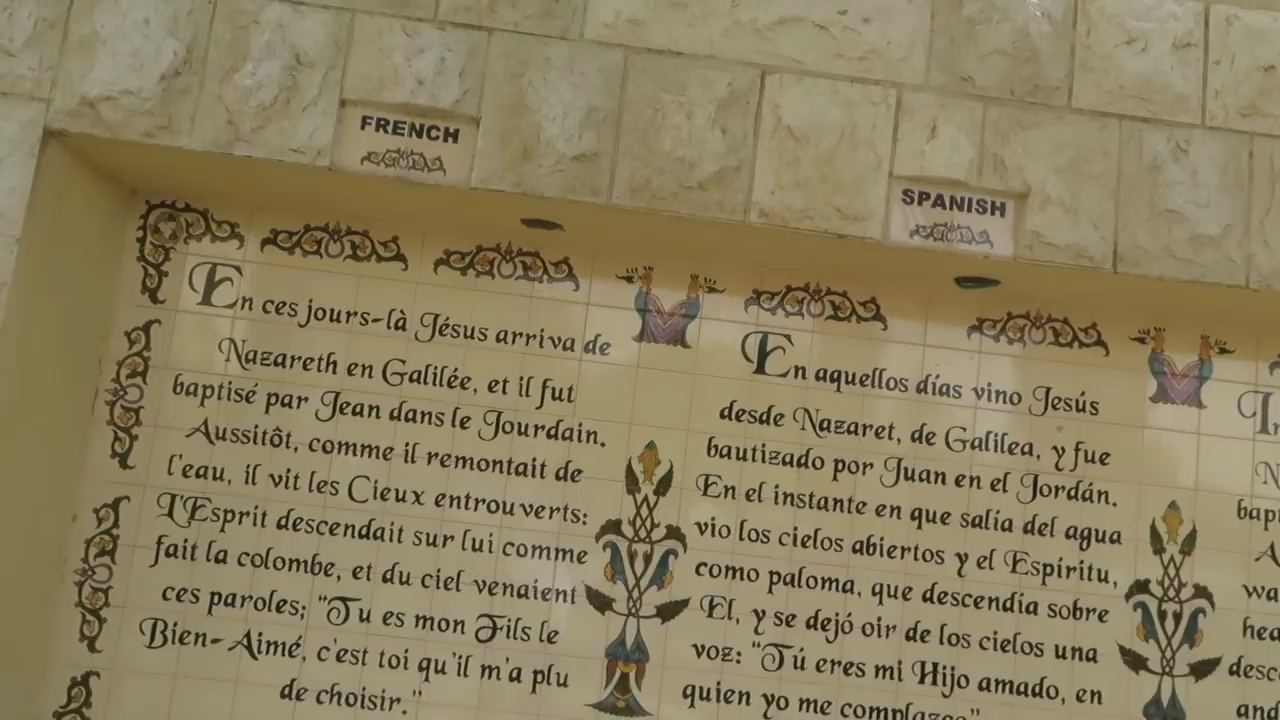 FRENCH
En ces jours-là Jésus arriva de
Nazareth en Galilée, et il fut
baptisé par Jean dans le Jourdain.
Aussitôt, comme il remontait de
l'eau, il vit les Cieux entrouverts:
L'Esprit descendait sur lui comme
fait la colombe, et du ciel venaient
ces paroles; "Tu es mon Fils le
Bien-Aimé, c'est toi qu'il m'a plu
de choisir."
SPANISH
En aquellos días vino Jesús
desde Nazaret, de Galilea, y fue
bautizado por Juan en el Jordán.
En el instante en que salía del agua
vio los cielos abiertos y el Espíritu,
como paloma, que descendía sobre
El, y se dejó oir de los cielos una
voz: "Tú eres mi Hijo amado, en
quien yo me complazco"